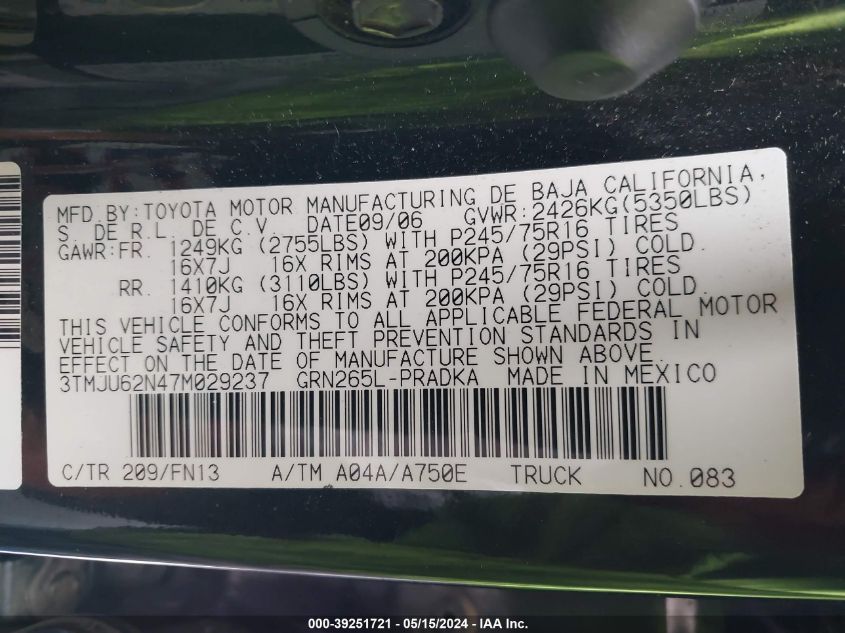 MFD BY:TOYOTA MOTOR MANUFACTURING DE BAJA CALIFORNIA,
S. DE R.L. DE C.V. DATE09/06 GVWR:2426KG(5350LBS)
GAWR:FR. 1249KG (2755LBS) WITH P245/75R16 TIRES
16X7J 16X RIMS AT 200KPA (29PSI) COLD.
RR. 1410KG (3110LBS) WITH P245/75R16 TIRES
16X7J 16X RIMS AT 200KPA (29PSI) COLD.
THIS VEHICLE CONFORMS TO ALL APPLICABLE FEDERAL MOTOR
VEHICLE SAFETY AND THEFT PREVENTION STANDARDS IN
EFFECT ON THE DATE OF MANUFACTURE SHOWN ABOVE.
3TMJU62N47M029237 GRN265L-PRADKA MADE IN MEXICO
C/TR 209/FN13 A/TM A04A/A750E TRUCK NO.083
000-39251721 - 05/15/2024 - IAA Inc.